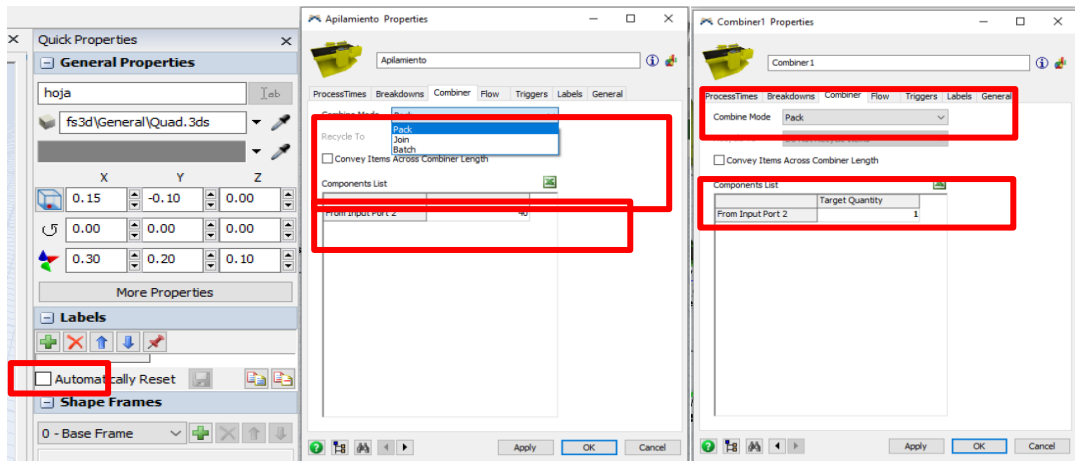 Quick Properties
General Properties
hoja
fs3d\General\Quad.3ds
X Y Z
0.15 -0.10 0.00
0.00 0.00 0.00
0.30 0.20 0.10
More Properties
Labels
Automatically Reset
Shape Frames
0 - Base Frame
Apilamiento Properties
Apilamiento
ProcessTimes Breakdowns Combiner Flow Triggers Labels General
Combine Mode Pack
Pack
Join
Batch
Recycle To
Convey Items Across Combiner Length
Components List
From Input Port 2 40
Apply OK Cancel
Combiner1 Properties
Combiner1
ProcessTimes Breakdowns Combiner Flow Triggers Labels General
Combine Mode Pack
Convey Items Across Combiner Length
Components List
Target Quantity
From Input Port 2 1
Apply OK Cancel